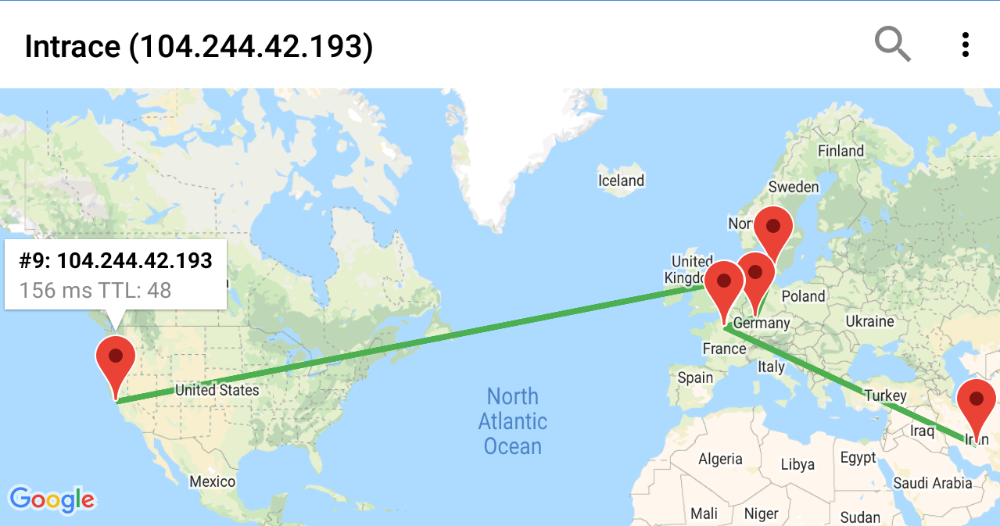 Intrace (104.244.42.193)
Finland
Iceland
Sweden
Nor
#9: 104.244.42.193
156 ms TTL: 48
United
Kingdo
Poland
Germany
Ukraine
France
Italy
Spain
United States
Turkey
North
Atlantic
Ocean
Iraq
Iran
Algeria
Libya
Egypt
Mexico
Saudi Arabia
Google
Mali
Niger
Sudan